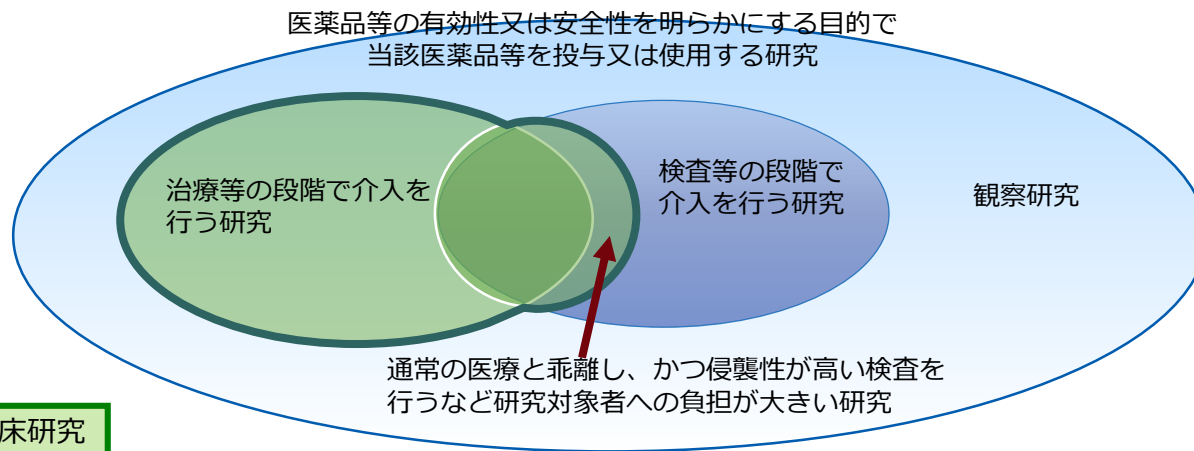 医薬品等の有効性又は安全性を明らかにする目的で
当該医薬品等を投与又は使用する研究
治療等の段階で介入を
行う研究
検査等の段階で
介入を行う研究
観察研究
通常の医療と乖離し、かつ侵襲性が高い検査を
行うなど研究対象者への負担が大きい研究
床研究